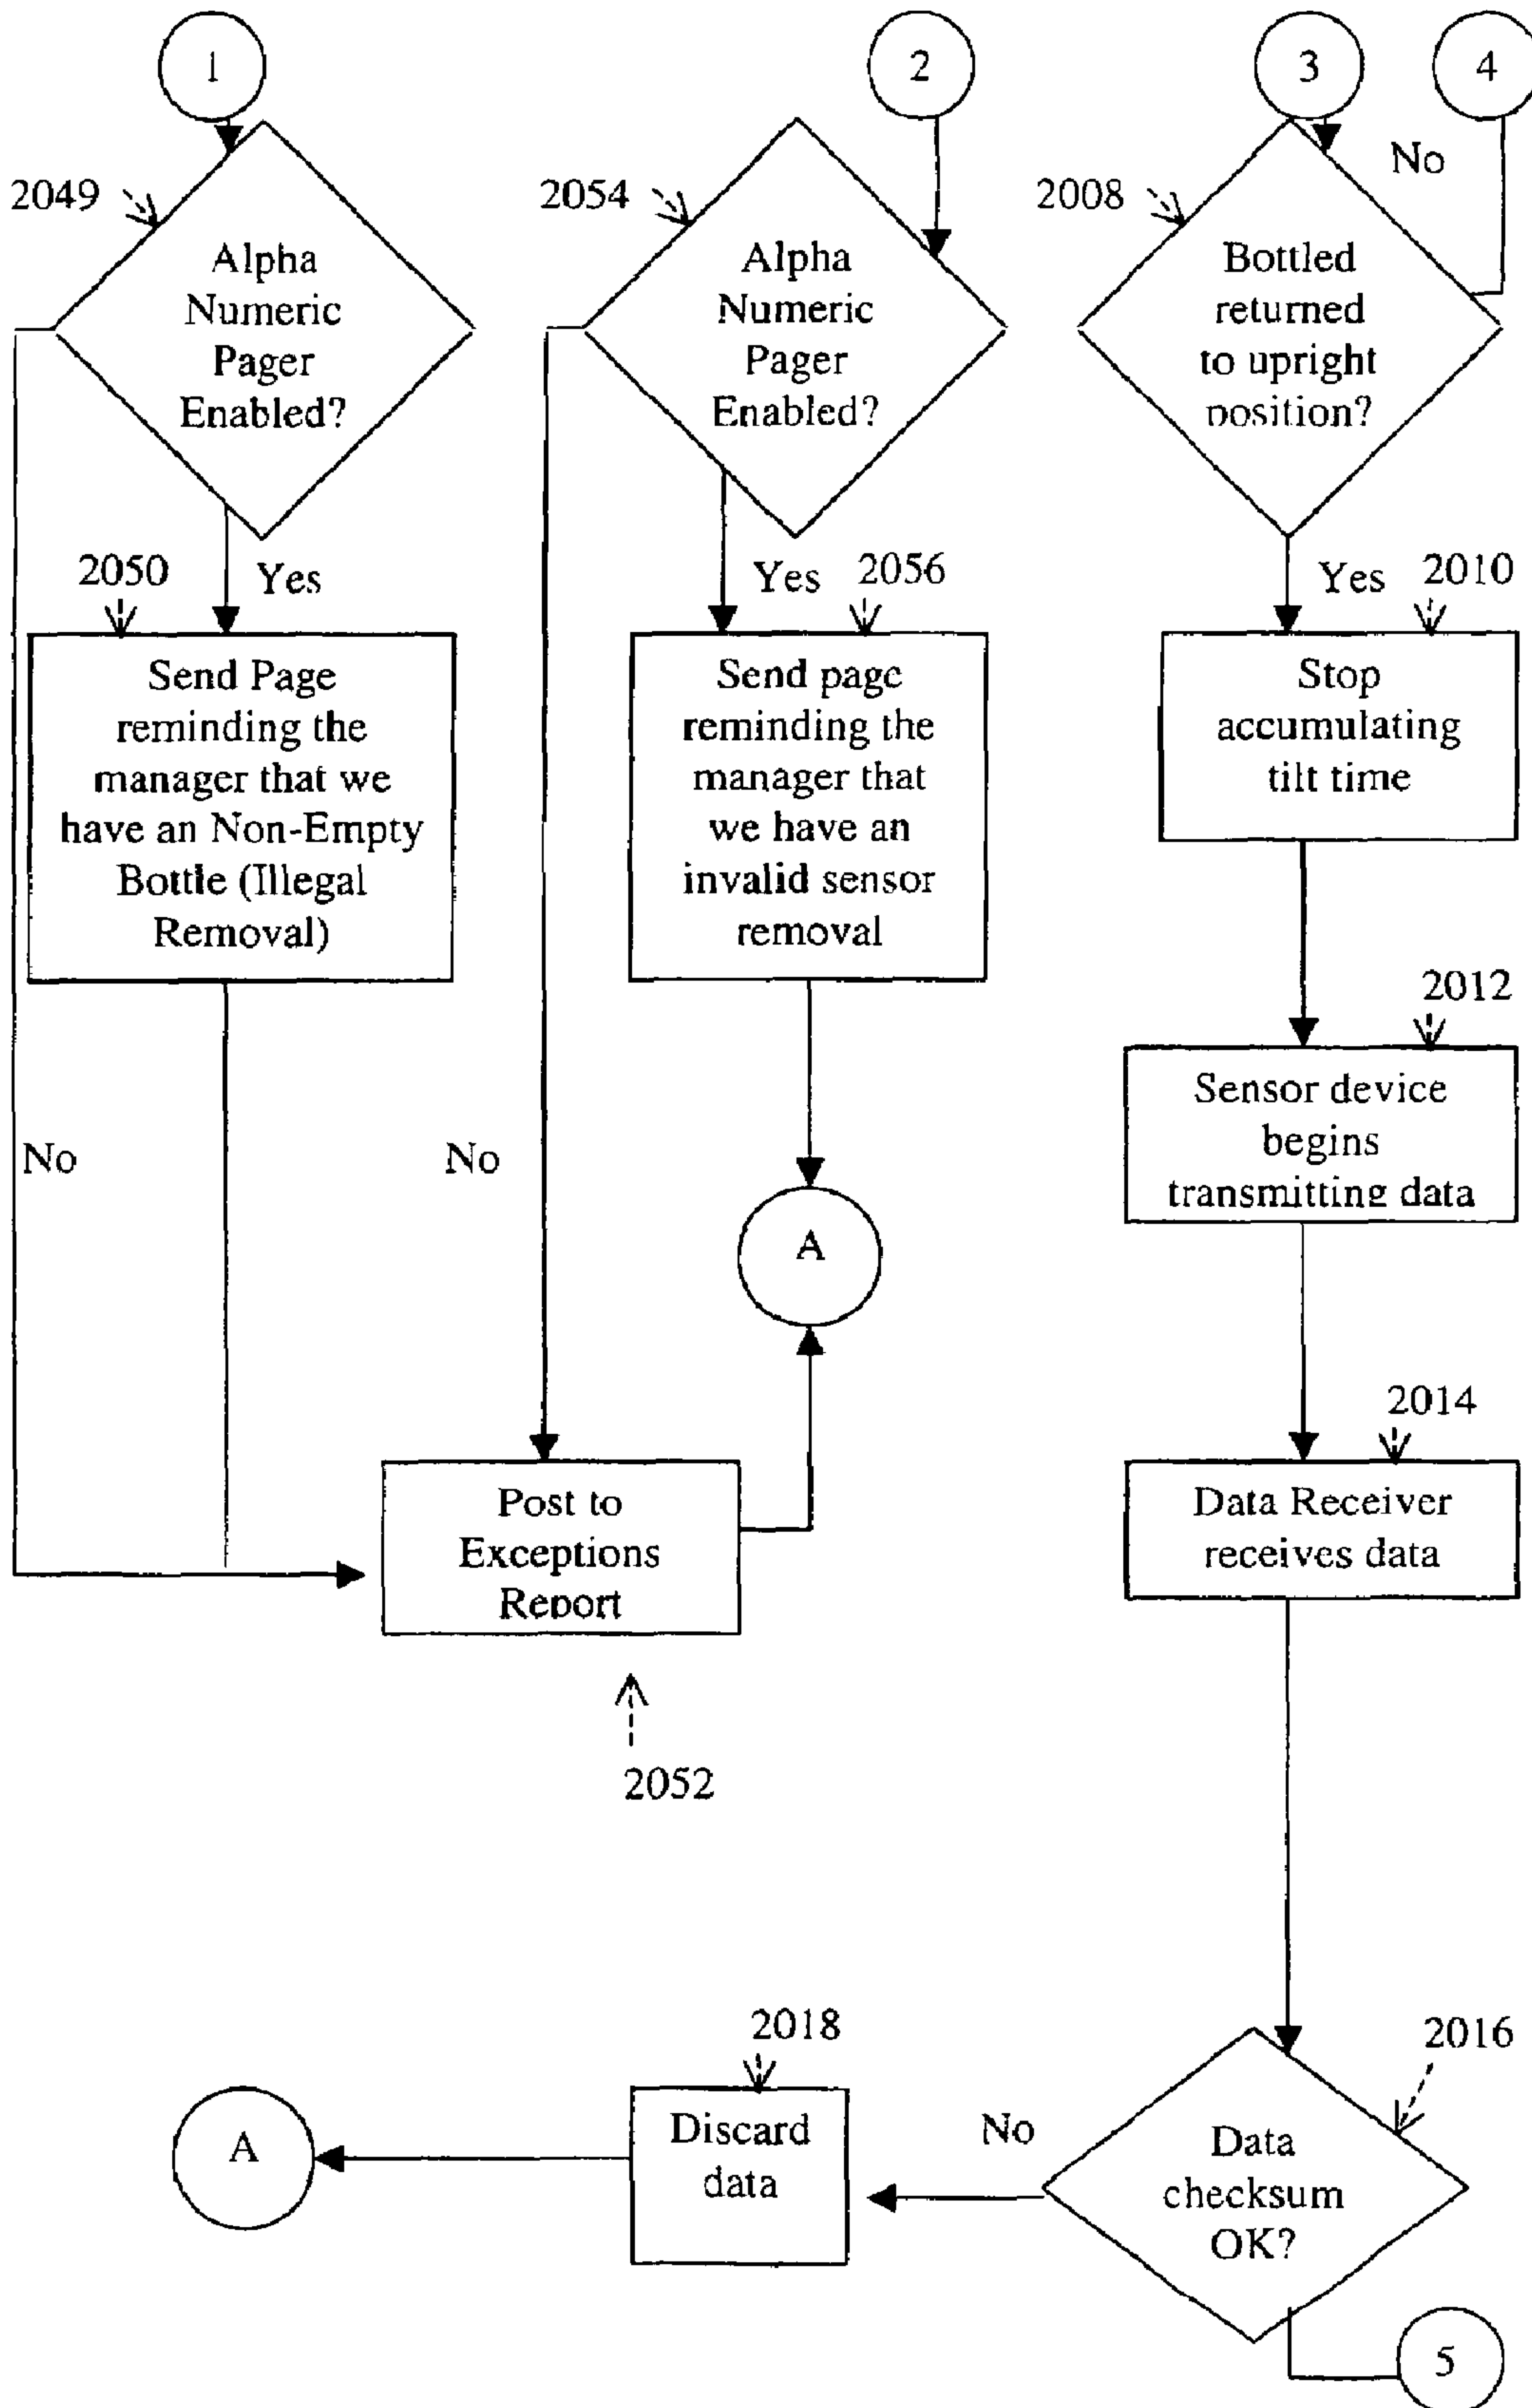 1
2
3
4
No
2049
2054
2008
Alpha
Numeric
Pager
Enabled?
Alpha
Numeric
Pager
Enabled?
Bottled
returned
to upright
position?
2050
Yes
Yes
2056
Yes
2010
Send Page
reminding the
manager that we
have an Non-Empty
Bottle (Illegal
Removal)
Send page
reminding the
manager that
we have an
invalid sensor
removal
Stop
accumulating
tilt time
2012
Sensor device
begins
transmitting data
No
No
A
2014
Data Receiver
receives data
Post to
Exceptions
Report
2052
2018
2016
A
Discard
data
No
Data
checksum
OK?
5